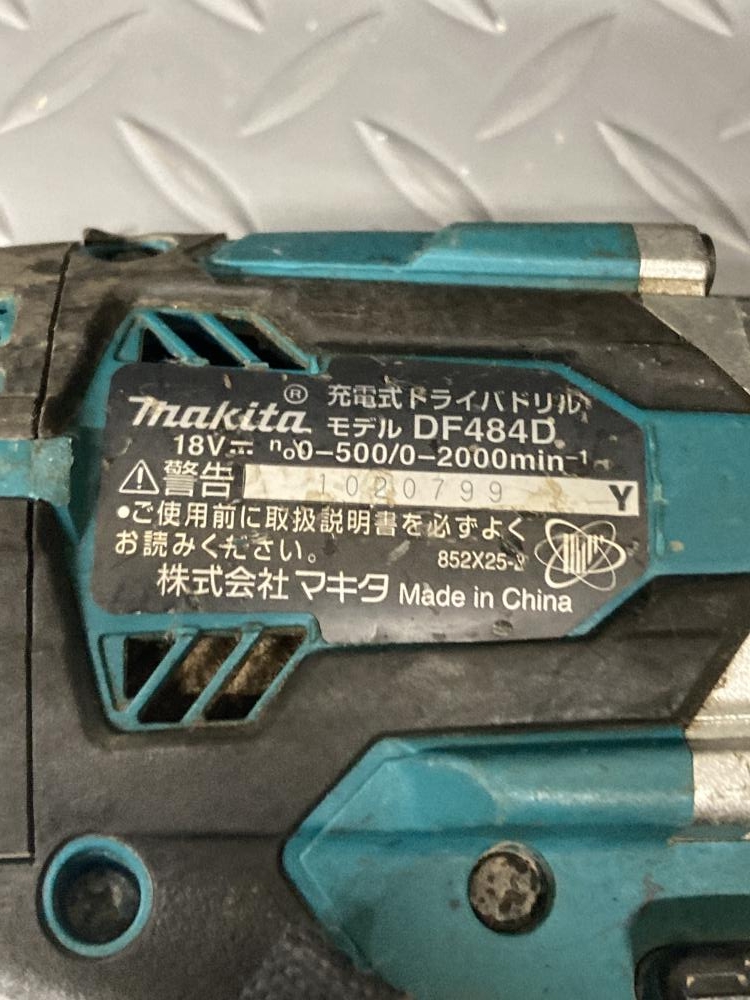 makita® 充電式ドライバドリル
モデル DF484D
18V⎓ n₀0-500/0-2000min⁻¹
⚠警告 1020799 Y
●ご使用前に取扱説明書を必ずよく
お読みください。 852X25-2
株式会社マキタ Made in China